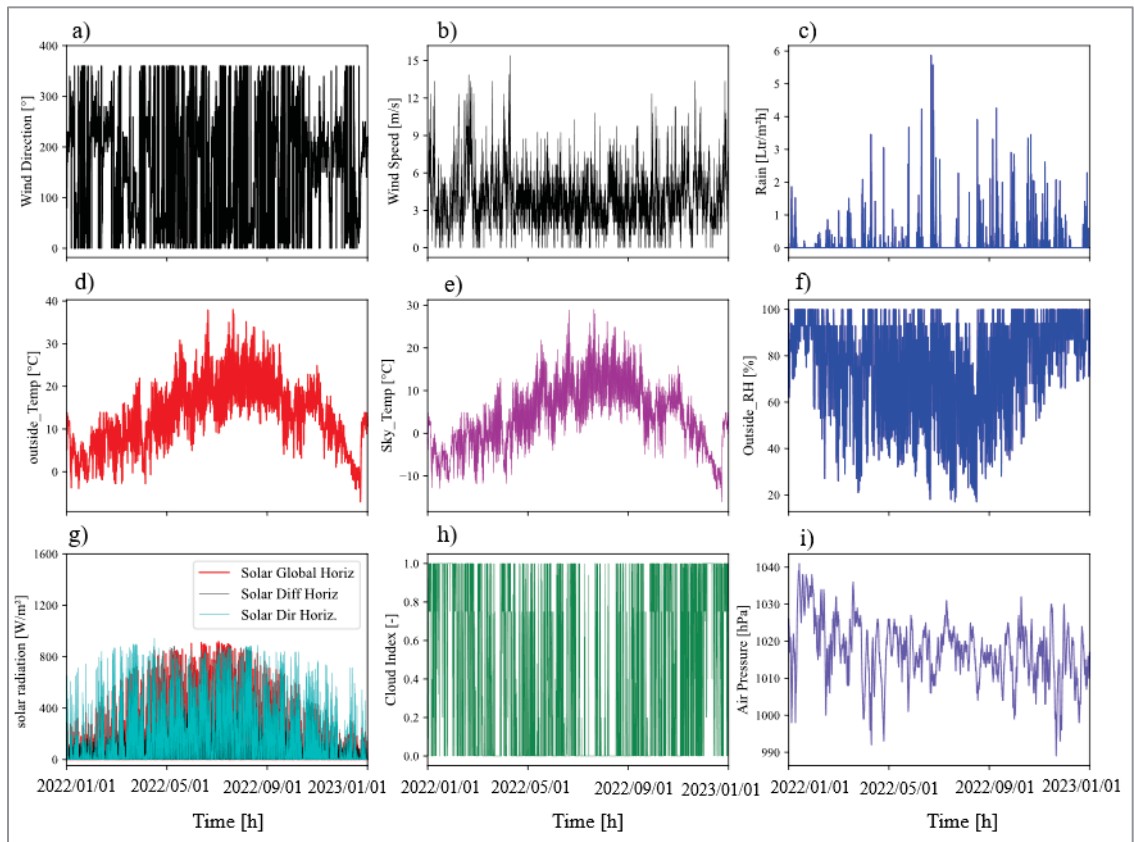 a)
400
300
200
100
0
Wind Direction [°]
b)
15
12
9
6
3
0
Wind Speed [m/s]
c)
6
5
4
3
2
1
0
Rain [Ltr/m²h]
d)
40
30
20
10
0
outside_Temp [°C]
e)
30
20
10
0
−10
Sky_Temp [°C]
f)
100
80
60
40
20
Outside_RH [%]
g)
1600
1200
800
400
0
solar radiation [W/m²]
Solar Global Horiz
Solar Diff Horiz
Solar Dir Horiz.
2022/01/01 2022/05/01 2022/09/01 2023/01/01
Time [h]
h)
1.0
0.8
0.6
0.4
0.2
0.0
Cloud Index [-]
2022/01/01 2022/05/01 2022/09/01 2023/01/01
Time [h]
i)
1040
1030
1020
1010
1000
990
Air Pressure [hPa]
2022/01/01 2022/05/01 2022/09/01 2023/01/01
Time [h]